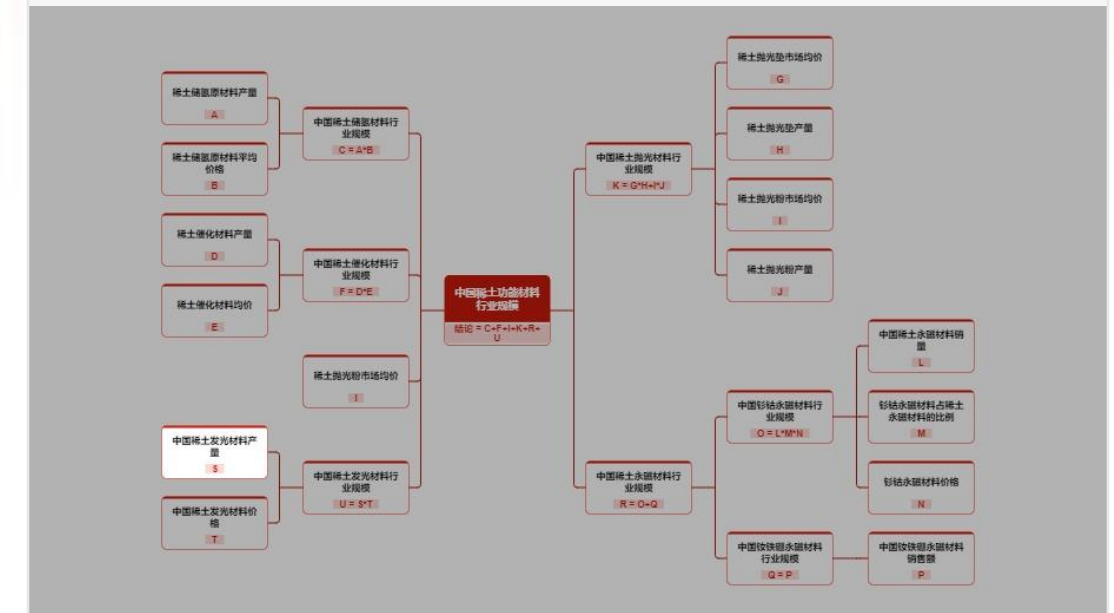 稀土储氢原材料产量
A
稀土储氢原材料平均
价格
B
中国稀土储氢材料行
业规模
C = A*B
稀土催化材料产量
D
稀土催化材料均价
E
中国稀土催化材料行
业规模
F = D*E
稀土抛光粉市场均价
I
中国稀土发光材料产
量
S
中国稀土发光材料价
格
T
中国稀土发光材料行
业规模
U = S*T
中国稀土功能材料
行业规模
结论 = C+F+I+K+R+
U
中国稀土抛光材料行
业规模
K = G*H+I*J
稀土抛光垫市场均价
G
稀土抛光垫产量
H
稀土抛光粉市场均价
I
稀土抛光粉产量
J
中国稀土永磁材料行
业规模
R = O+Q
中国钐钴永磁材料行
业规模
O = L*M*N
中国稀土永磁材料销
量
L
钐钴永磁材料占稀土
永磁材料的比例
M
钐钴永磁材料价格
N
中国钕铁硼永磁材料
行业规模
Q = P
中国钕铁硼永磁材料
销售额
P